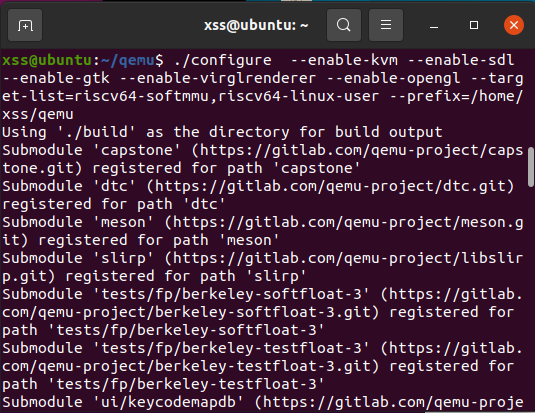 xss@ubuntu: ~
xss@ubuntu:~/qemu$ ./configure  --enable-kvm --enable-sdl
--enable-gtk --enable-virglrenderer --enable-opengl --targ
et-list=riscv64-softmmu,riscv64-linux-user --prefix=/home/
xss/qemu
Using './build' as the directory for build output
Submodule 'capstone' (https://gitlab.com/qemu-project/caps
tone.git) registered for path 'capstone'
Submodule 'dtc' (https://gitlab.com/qemu-project/dtc.git)
registered for path 'dtc'
Submodule 'meson' (https://gitlab.com/qemu-project/meson.g
it) registered for path 'meson'
Submodule 'slirp' (https://gitlab.com/qemu-project/libslir
p.git) registered for path 'slirp'
Submodule 'tests/fp/berkeley-softfloat-3' (https://gitlab.
com/qemu-project/berkeley-softfloat-3.git) registered for
path 'tests/fp/berkeley-softfloat-3'
Submodule 'tests/fp/berkeley-testfloat-3' (https://gitlab.
com/qemu-project/berkeley-testfloat-3.git) registered for
path 'tests/fp/berkeley-testfloat-3'
Submodule 'ui/keycodemapdb' (https://gitlab.com/qemu-proje